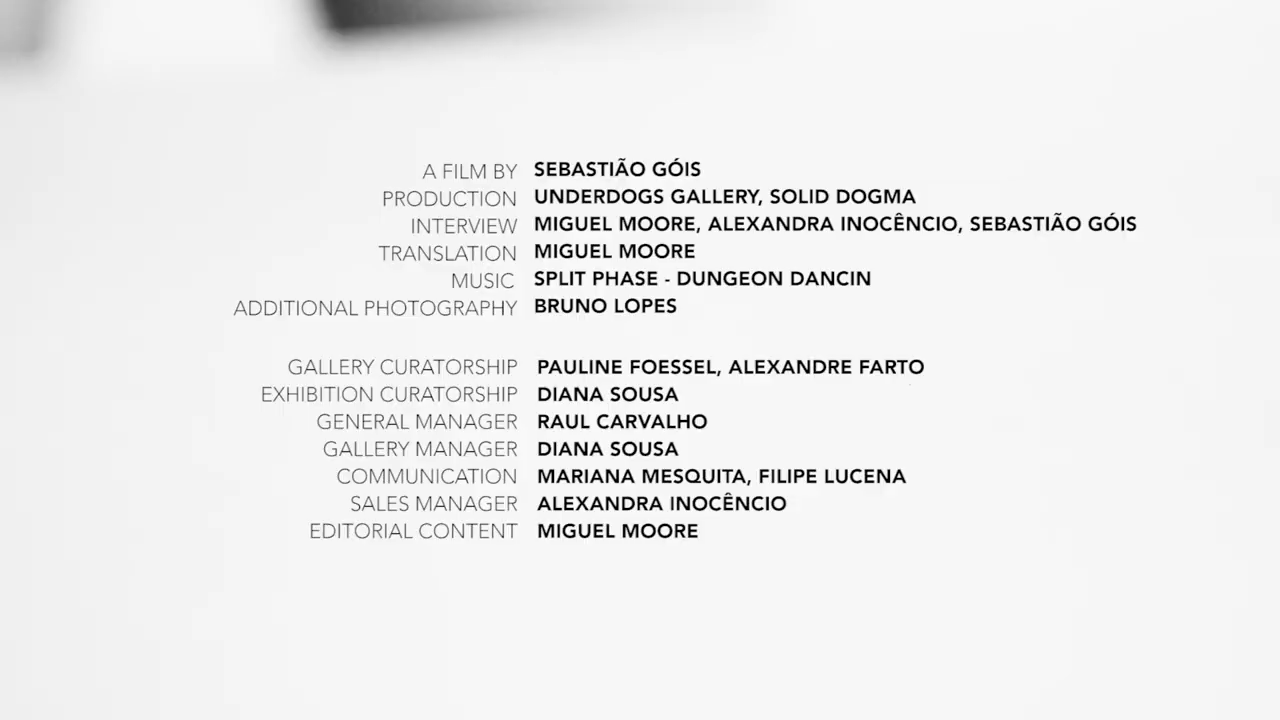 A FILM BY SEBASTIÃO GÓIS
PRODUCTION UNDERDOGS GALLERY, SOLID DOGMA
INTERVIEW MIGUEL MOORE, ALEXANDRA INOCÊNCIO, SEBASTIÃO GÓIS
TRANSLATION MIGUEL MOORE
MUSIC SPLIT PHASE - DUNGEON DANCIN
ADDITIONAL PHOTOGRAPHY BRUNO LOPES
GALLERY CURATORSHIP PAULINE FOESSEL, ALEXANDRE FARTO
EXHIBITION CURATORSHIP DIANA SOUSA
GENERAL MANAGER RAUL CARVALHO
GALLERY MANAGER DIANA SOUSA
COMMUNICATION MARIANA MESQUITA, FILIPE LUCENA
SALES MANAGER ALEXANDRA INOCÊNCIO
EDITORIAL CONTENT MIGUEL MOORE